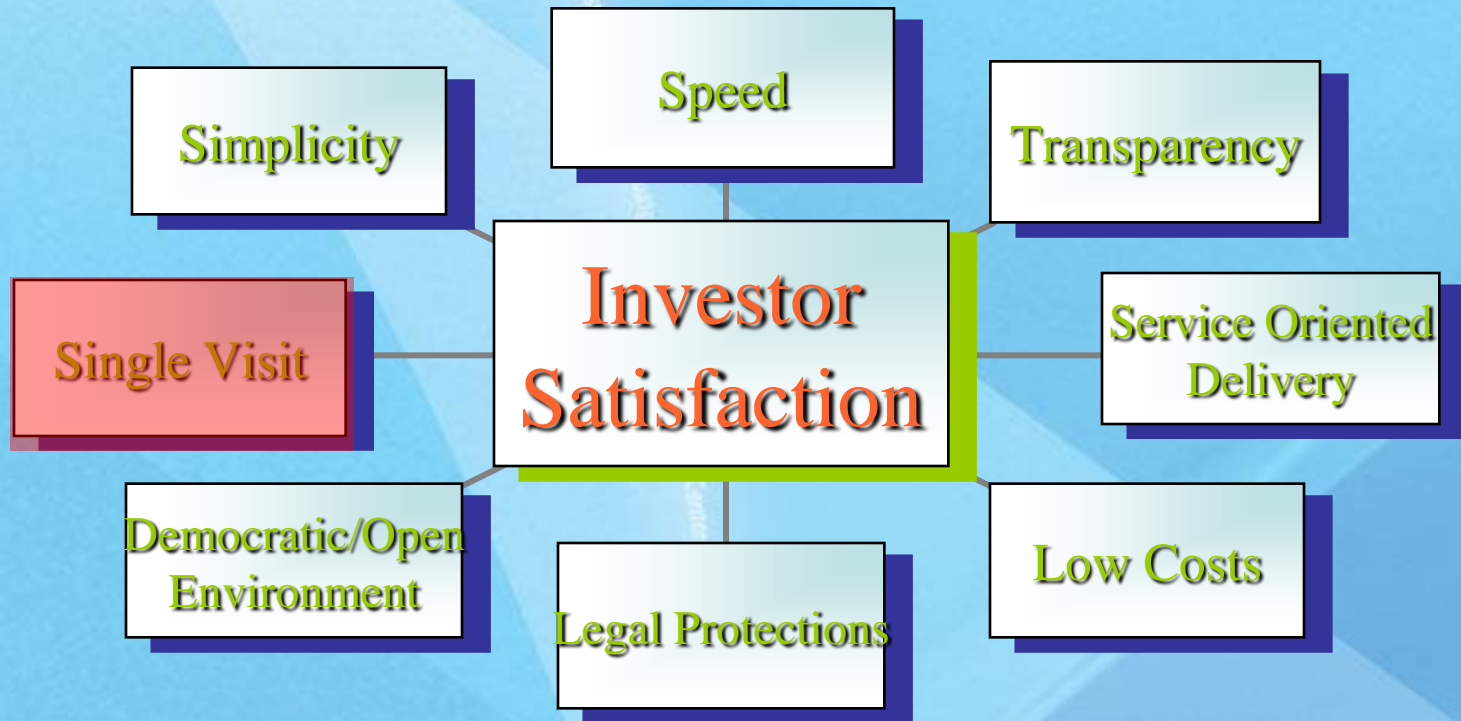 Speed
Simplicity
Transparency
Investor
Satisfaction
Single Visit
Service Oriented
Delivery
Democratic/Open
Environment
Low Costs
Legal Protections